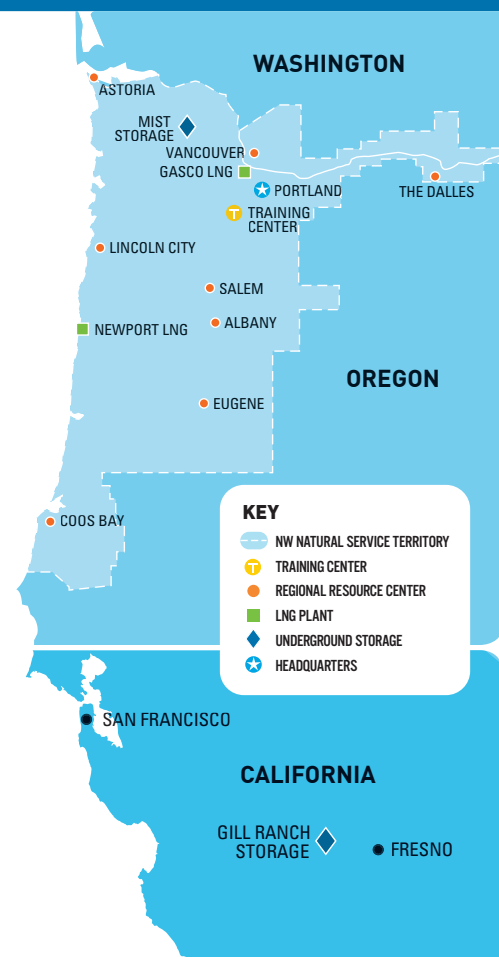 WASHINGTON
ASTORIA
MIST
STORAGE
VANCOUVER
GASCO LNG
PORTLAND
THE DALLES
TRAINING
CENTER
LINCOLN CITY
SALEM
ALBANY
NEWPORT LNG
OREGON
EUGENE
COOS BAY
KEY
NW NATURAL SERVICE TERRITORY
T TRAINING CENTER
REGIONAL RESOURCE CENTER
LNG PLANT
UNDERGROUND STORAGE
HEADQUARTERS
SAN FRANCISCO
CALIFORNIA
GILL RANCH
STORAGE
FRESNO